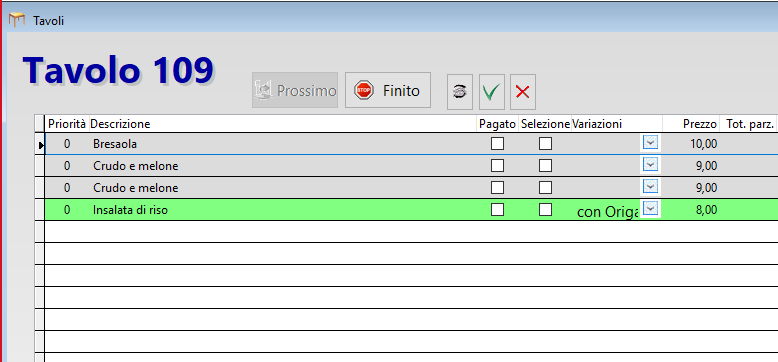 Tavoli
Tavolo 109
Prossimo
STOP Finito
Priorità Descrizione Pagato Selezione Variazioni Prezzo Tot. parz.
0 Bresaola 10,00
0 Crudo e melone 9,00
0 Crudo e melone 9,00
0 Insalata di riso con Origa 8,00